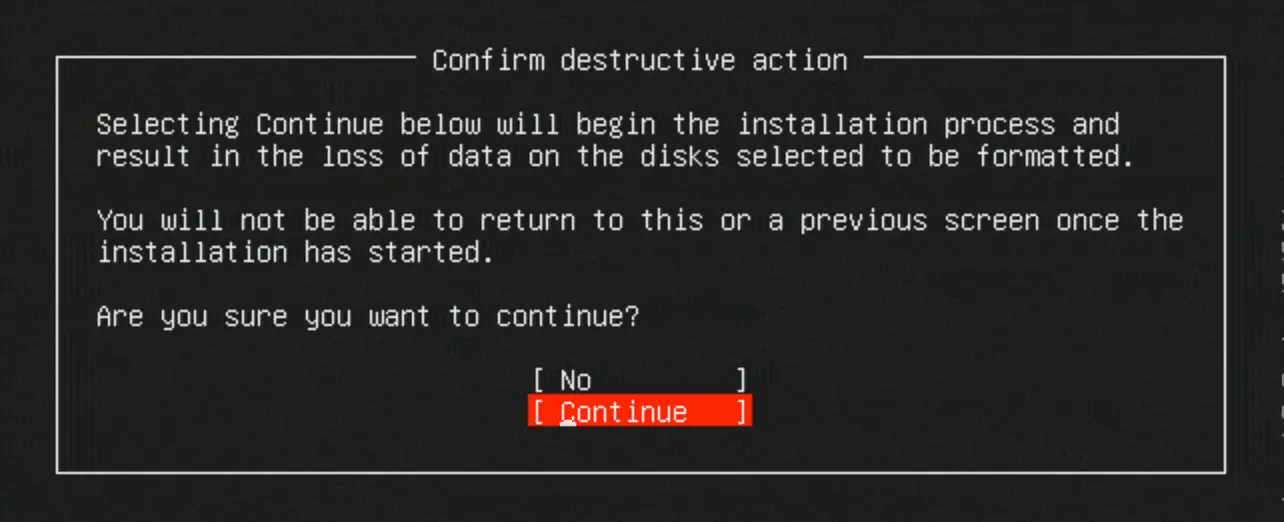 Confirm destructive action
Selecting Continue below will begin the installation process and
result in the loss of data on the disks selected to be formatted.
You will not be able to return to this or a previous screen once the
installation has started.
Are you sure you want to continue?
[ No ]
[ Continue ]